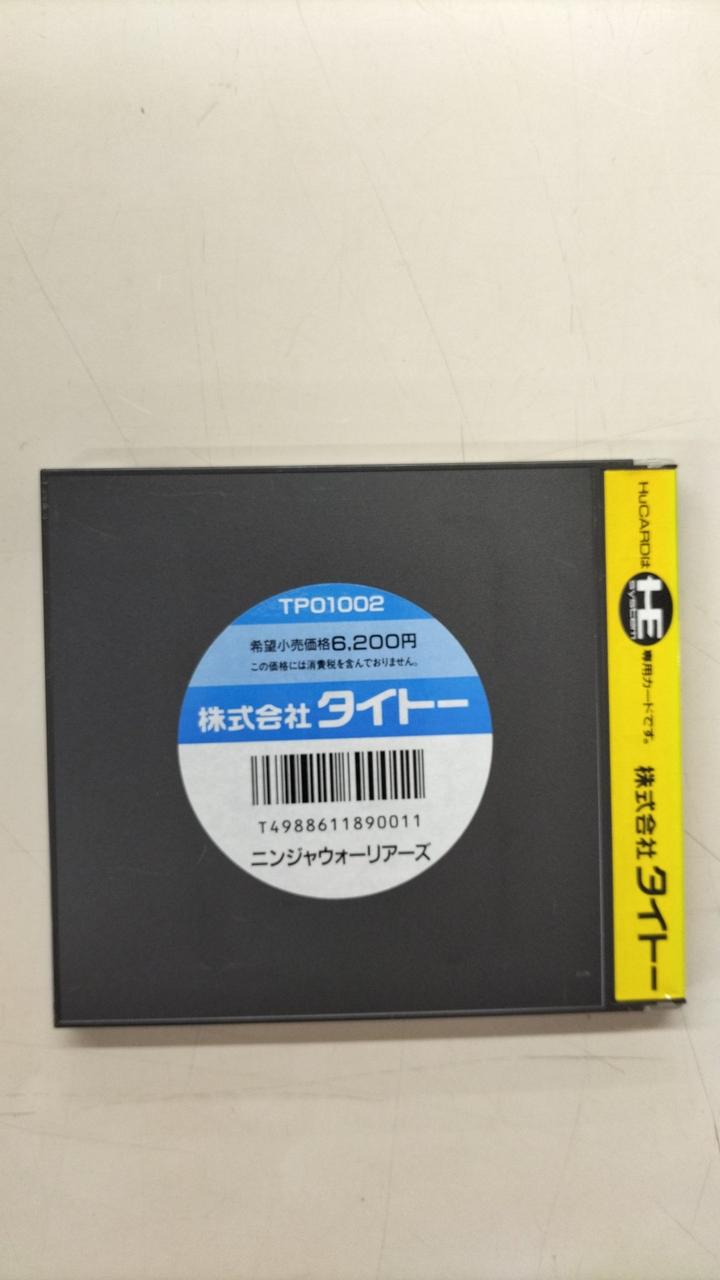 TP01002
希望小売価格6,200円
この価格には消費税を含んでおりません。
株式会社タイトー
T4988611890011
ニンジャウォーリアーズ
HuCARDは HE SYSTEM 専用カードです。 株式会社タイトー